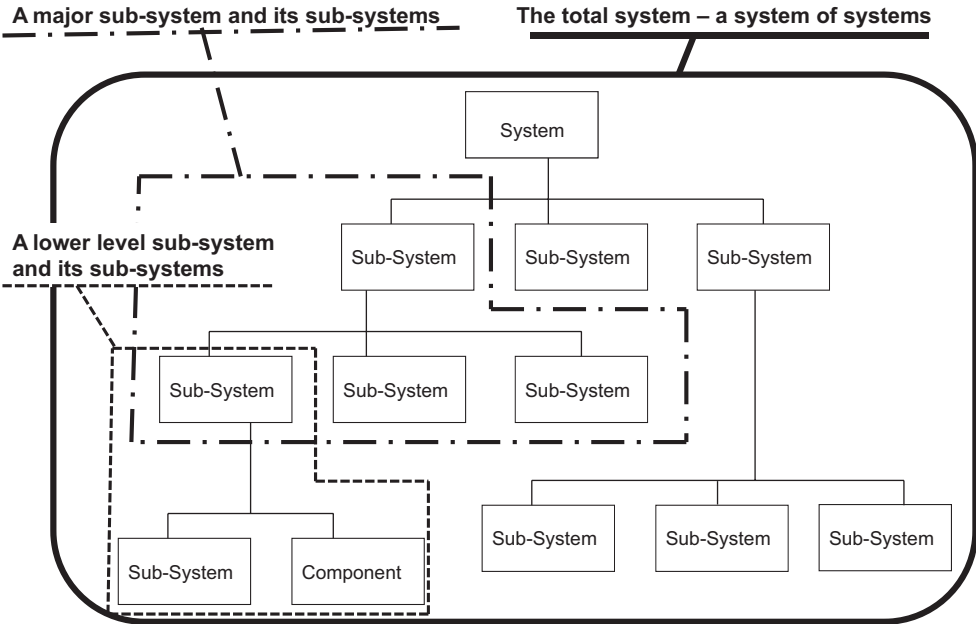 A major sub-system and its sub-systems
The total system – a system of systems
System
A lower level sub-system
and its sub-systems
Sub-System
Sub-System
Sub-System
Sub-System
Sub-System
Sub-System
Sub-System
Sub-System
Sub-System
Sub-System
Component